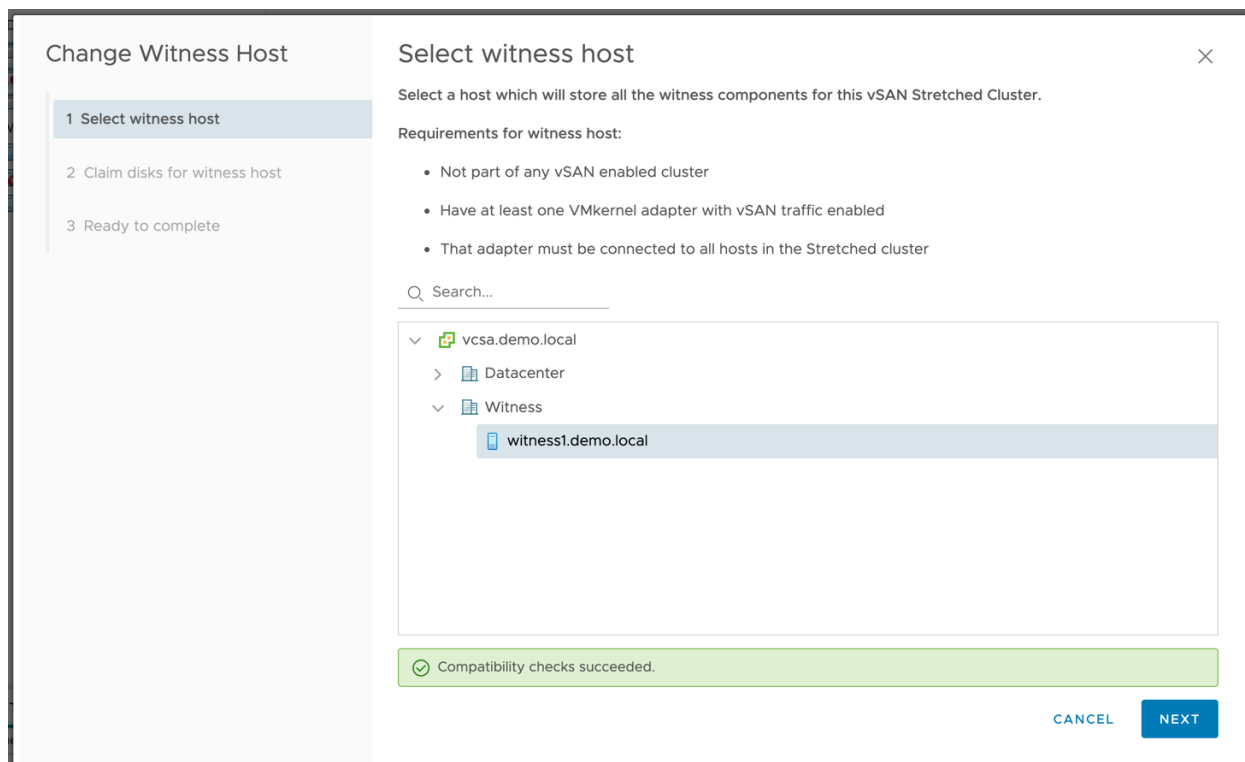 Change Witness Host
1 Select witness host
2 Claim disks for witness host
3 Ready to complete
Select witness host
Select a host which will store all the witness components for this vSAN Stretched Cluster.
Requirements for witness host:
• Not part of any vSAN enabled cluster
• Have at least one VMkernel adapter with vSAN traffic enabled
• That adapter must be connected to all hosts in the Stretched cluster
Search...
vcsa.demo.local
Datacenter
Witness
witness1.demo.local
Compatibility checks succeeded.
CANCEL
NEXT